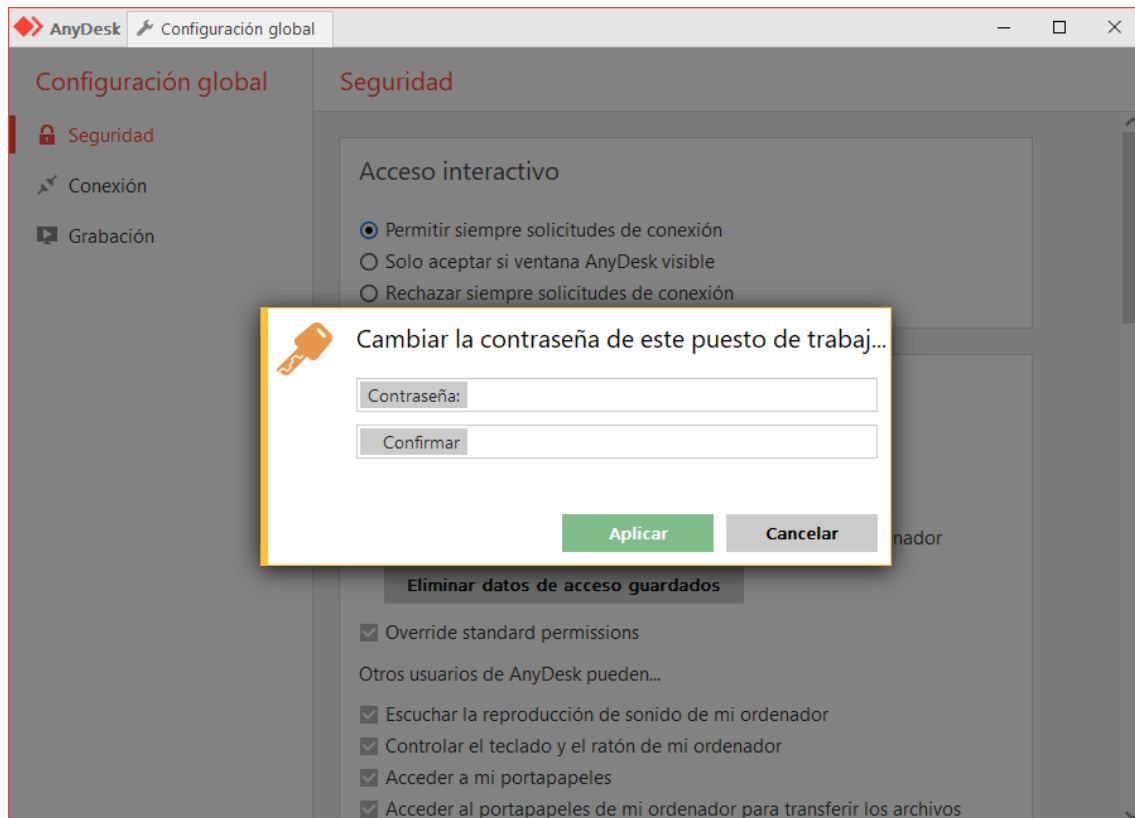 AnyDesk Configuración global
Configuración global
Seguridad
Conexión
Grabación
Seguridad
Acceso interactivo
Permitir siempre solicitudes de conexión
Solo aceptar si ventana AnyDesk visible
Rechazar siempre solicitudes de conexión
Cambiar la contraseña de este puesto de trabaj...
Contraseña:
Confirmar
Aplicar Cancelar
nador
Eliminar datos de acceso guardados
Override standard permissions
Otros usuarios de AnyDesk pueden...
Escuchar la reproducción de sonido de mi ordenador
Controlar el teclado y el ratón de mi ordenador
Acceder a mi portapapeles
Acceder al portapapeles de mi ordenador para transferir los archivos